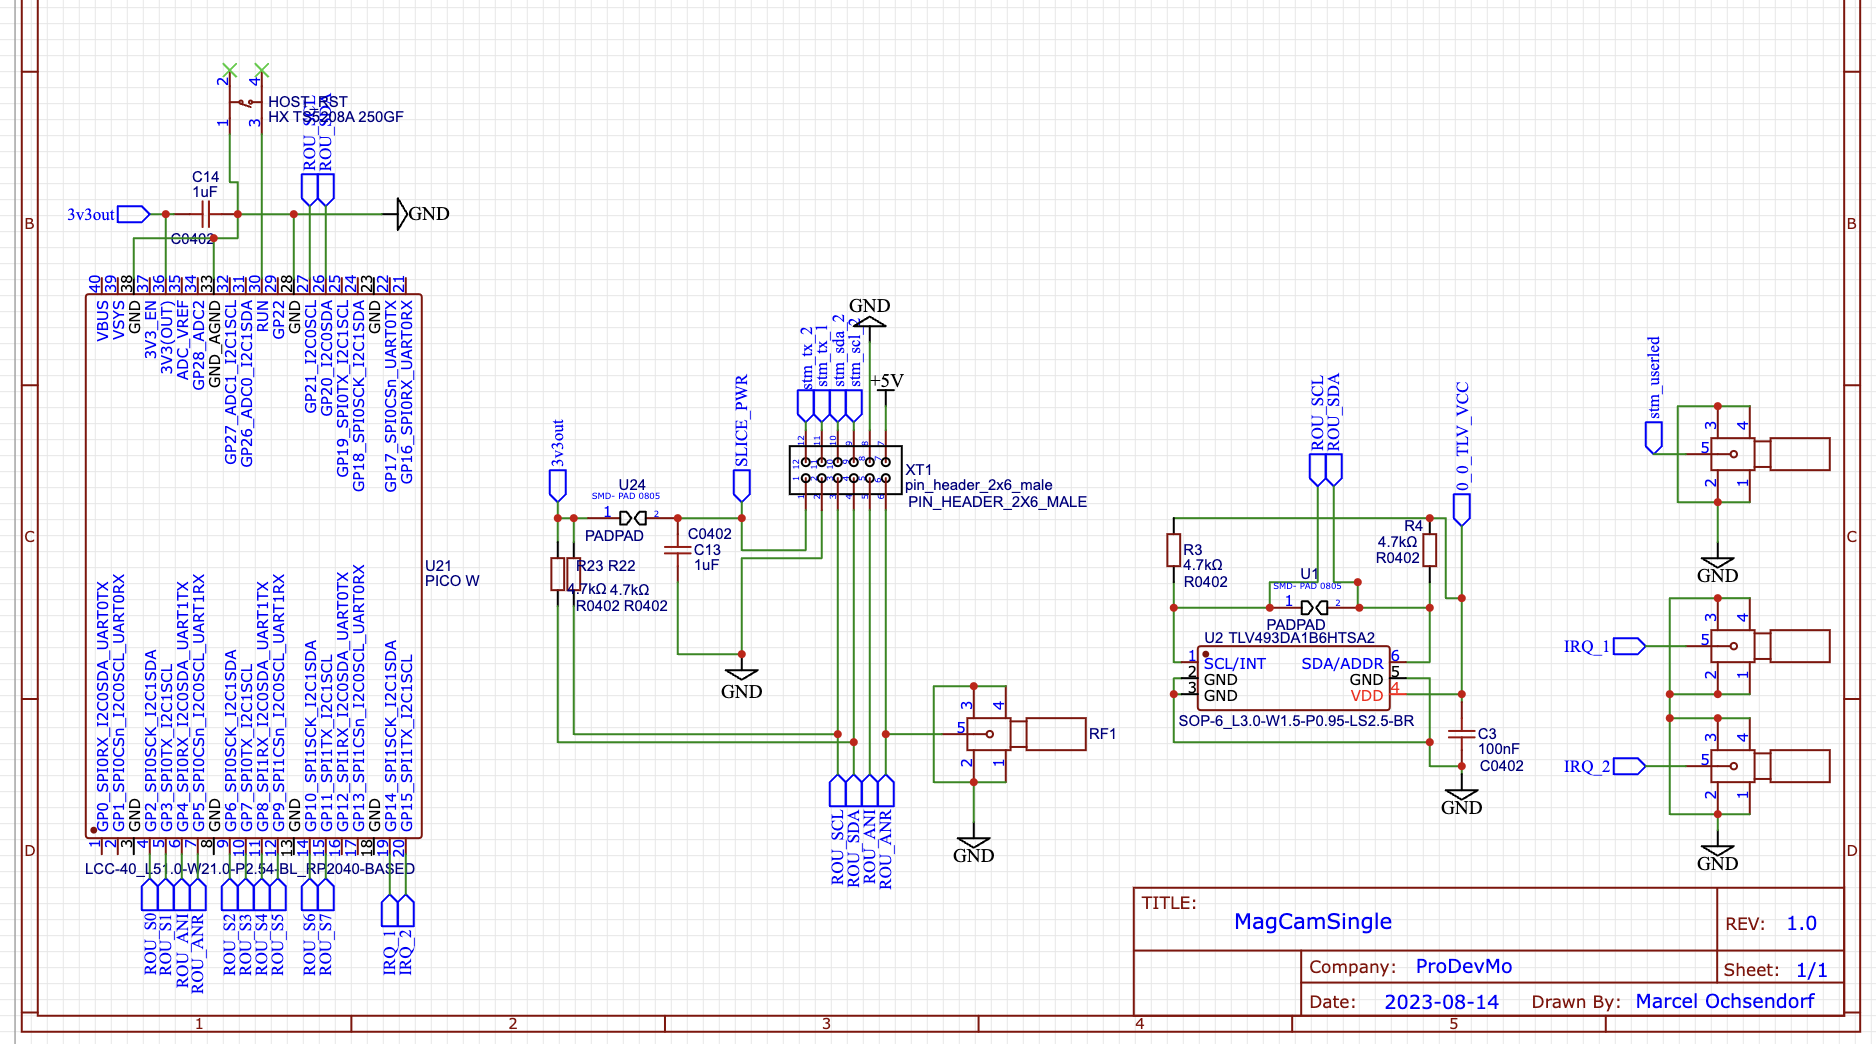 2
4
HOST_RST
HX TS5208A 250GF
1
3
ROU_SCL
ROU_SDA
C14
1uF
3v3out
C0402
GND
B
B
40 39 38 37 36 35 34 33 32 31 30 29 28 27 26 25 24 23 22 21
VBUS
VSYS
GND
3V3_EN
3V3(OUT)
ADC_VREF
GP28_ADC2
GND_AGND
GP27_ADC1_I2C1SCL
GP26_ADC0_I2C1SDA
RUN
GP22
GND
GP21_I2C0SCL
GP20_I2C0SDA
GP19_SPI0TX_I2C1SCL
GP18_SPI0SCK_I2C1SDA
GND
GP17_SPI0CSn_UART0TX
GP16_SPI0RX_UART0RX
U21
PICO W
GP0_SPI0RX_I2C0SDA_UART0TX
GP1_SPI0CSn_I2C0SCL_UART0RX
GND
GP2_SPI0SCK_I2C1SDA
GP3_SPI0TX_I2C1SCL
GP4_SPI0RX_I2C0SDA_UART1TX
GP5_SPI0CSn_I2C0SCL_UART1RX
GND
GP6_SPI0SCK_I2C1SDA
GP7_SPI0TX_I2C1SCL
GP8_SPI1RX_I2C0SDA_UART1TX
GP9_SPI1CSn_I2C0SCL_UART1RX
GND
GP10_SPI1SCK_I2C1SDA
GP11_SPI1TX_I2C1SCL
GP12_SPI1RX_I2C0SDA_UART0TX
GP13_SPI1CSn_I2C0SCL_UART0RX
GND
GP14_SPI1SCK_I2C1SDA
GP15_SPI1TX_I2C1SCL
1 2 3 4 5 6 7 8 9 10 11 12 13 14 15 16 17 18 19 20
LCC-40_L51.0-W21.0-P2.54-BL_RP2040-BASED
ROU_S0
ROU_S1
ROU_ANI
ROU_ANR
ROU_S2
ROU_S3
ROU_S4
ROU_S5
ROU_S6
ROU_S7
IRQ_1
IRQ_2
3v3out
U24
SMD- PAD 0805
1
2
PADPAD
SLICE_PWR
C0402
C13
1uF
R23 R22
4.7kΩ 4.7kΩ
R0402 R0402
GND
GND
stm_tx_2
stm_tx_1
stm_sda_2
stm_scl_2
+5V
12 11 10 9 8 7
12 11 10 9 8 7
1 2 3 4 5 6
1 2 3 4 5 6
XT1
pin_header_2x6_male
PIN_HEADER_2X6_MALE
ROU_SCL
ROU_SDA
ROU_ANI
ROU_ANR
3
4
5
2
1
RF1
GND
ROU_SCL
ROU_SDA
0_0_TLV_VCC
R3
4.7kΩ
R0402
R4
4.7kΩ
R0402
U1
SMD- PAD 0805
1
2
PADPAD
U2 TLV493DA1B6HTSA2
1
2
3
SCL/INT
GND
GND
SDA/ADDR
GND
VDD
6
5
4
SOP-6_L3.0-W1.5-P0.95-LS2.5-BR
C3
100nF
C0402
GND
stm_userled
3
4
5
2
1
GND
IRQ_1
3
4
5
2
1
IRQ_2
3
4
5
2
1
GND
C
C
D
D
TITLE:
MagCamSingle
REV: 1.0
Company: ProDevMo
Sheet: 1/1
Date: 2023-08-14
Drawn By: Marcel Ochsendorf
1
2
3
4
5